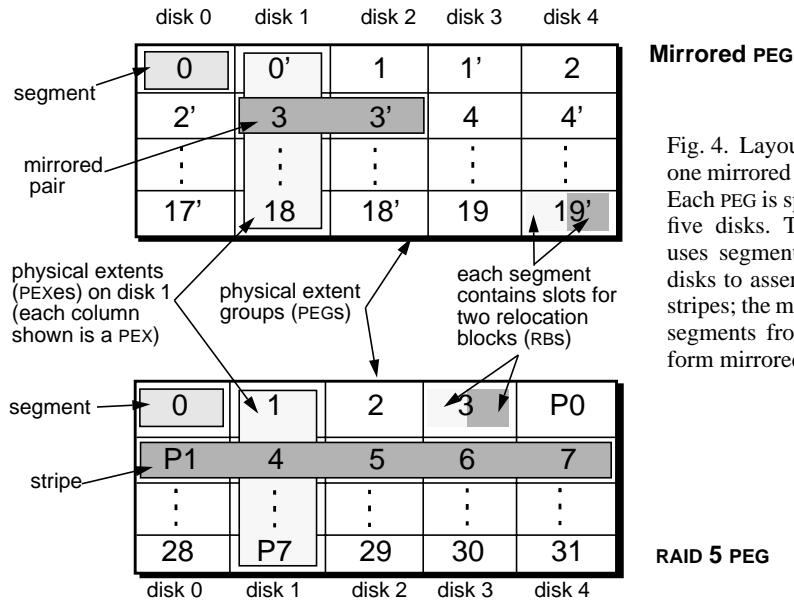 disk 0 disk 1 disk 2 disk 3 disk 4
Mirrored PEG
segment
0 0’ 1 1’ 2
2’ 3 3’ 4 4’
mirrored
pair
17’ 18 18’ 19 19’
Fig. 4. Layou
one mirrored
Each PEG is sp
five disks. T
uses segment
disks to assem
stripes; the m
segments fro
form mirrored
physical extents
(PEXes) on disk 1
(each column
shown is a PEX)
physical extent
groups (PEGs)
each segment
contains slots for
two relocation
blocks (RBs)
segment
0 1 2 3 P0
P1 4 5 6 7
stripe
28 P7 29 30 31
RAID 5 PEG
disk 0 disk 1 disk 2 disk 3 disk 4